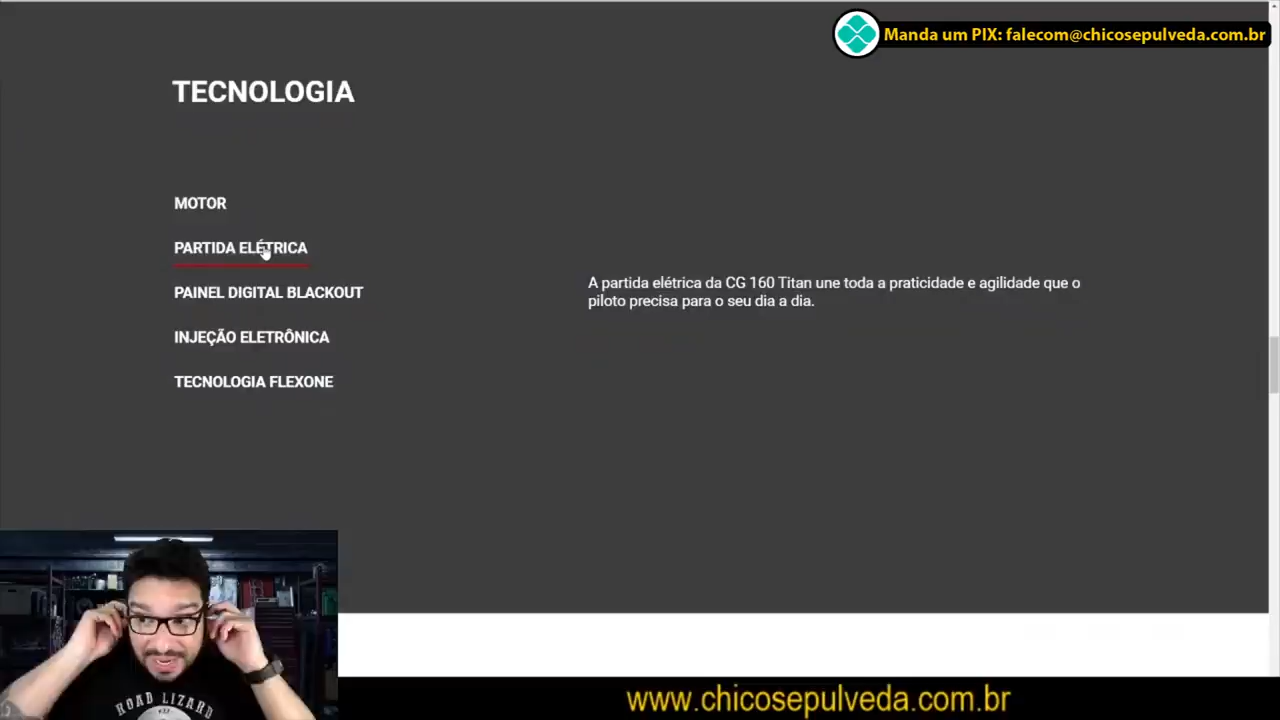 Manda um PIX: falecom@chicosepulveda.com.br
TECNOLOGIA
MOTOR
PARTIDA ELÉTRICA
PAINEL DIGITAL BLACKOUT
INJEÇÃO ELETRÔNICA
TECNOLOGIA FLEXONE
A partida elétrica da CG 160 Titan une toda a praticidade e agilidade que o
piloto precisa para o seu dia a dia.
ROAD LIZARD
www.chicosepulveda.com.br